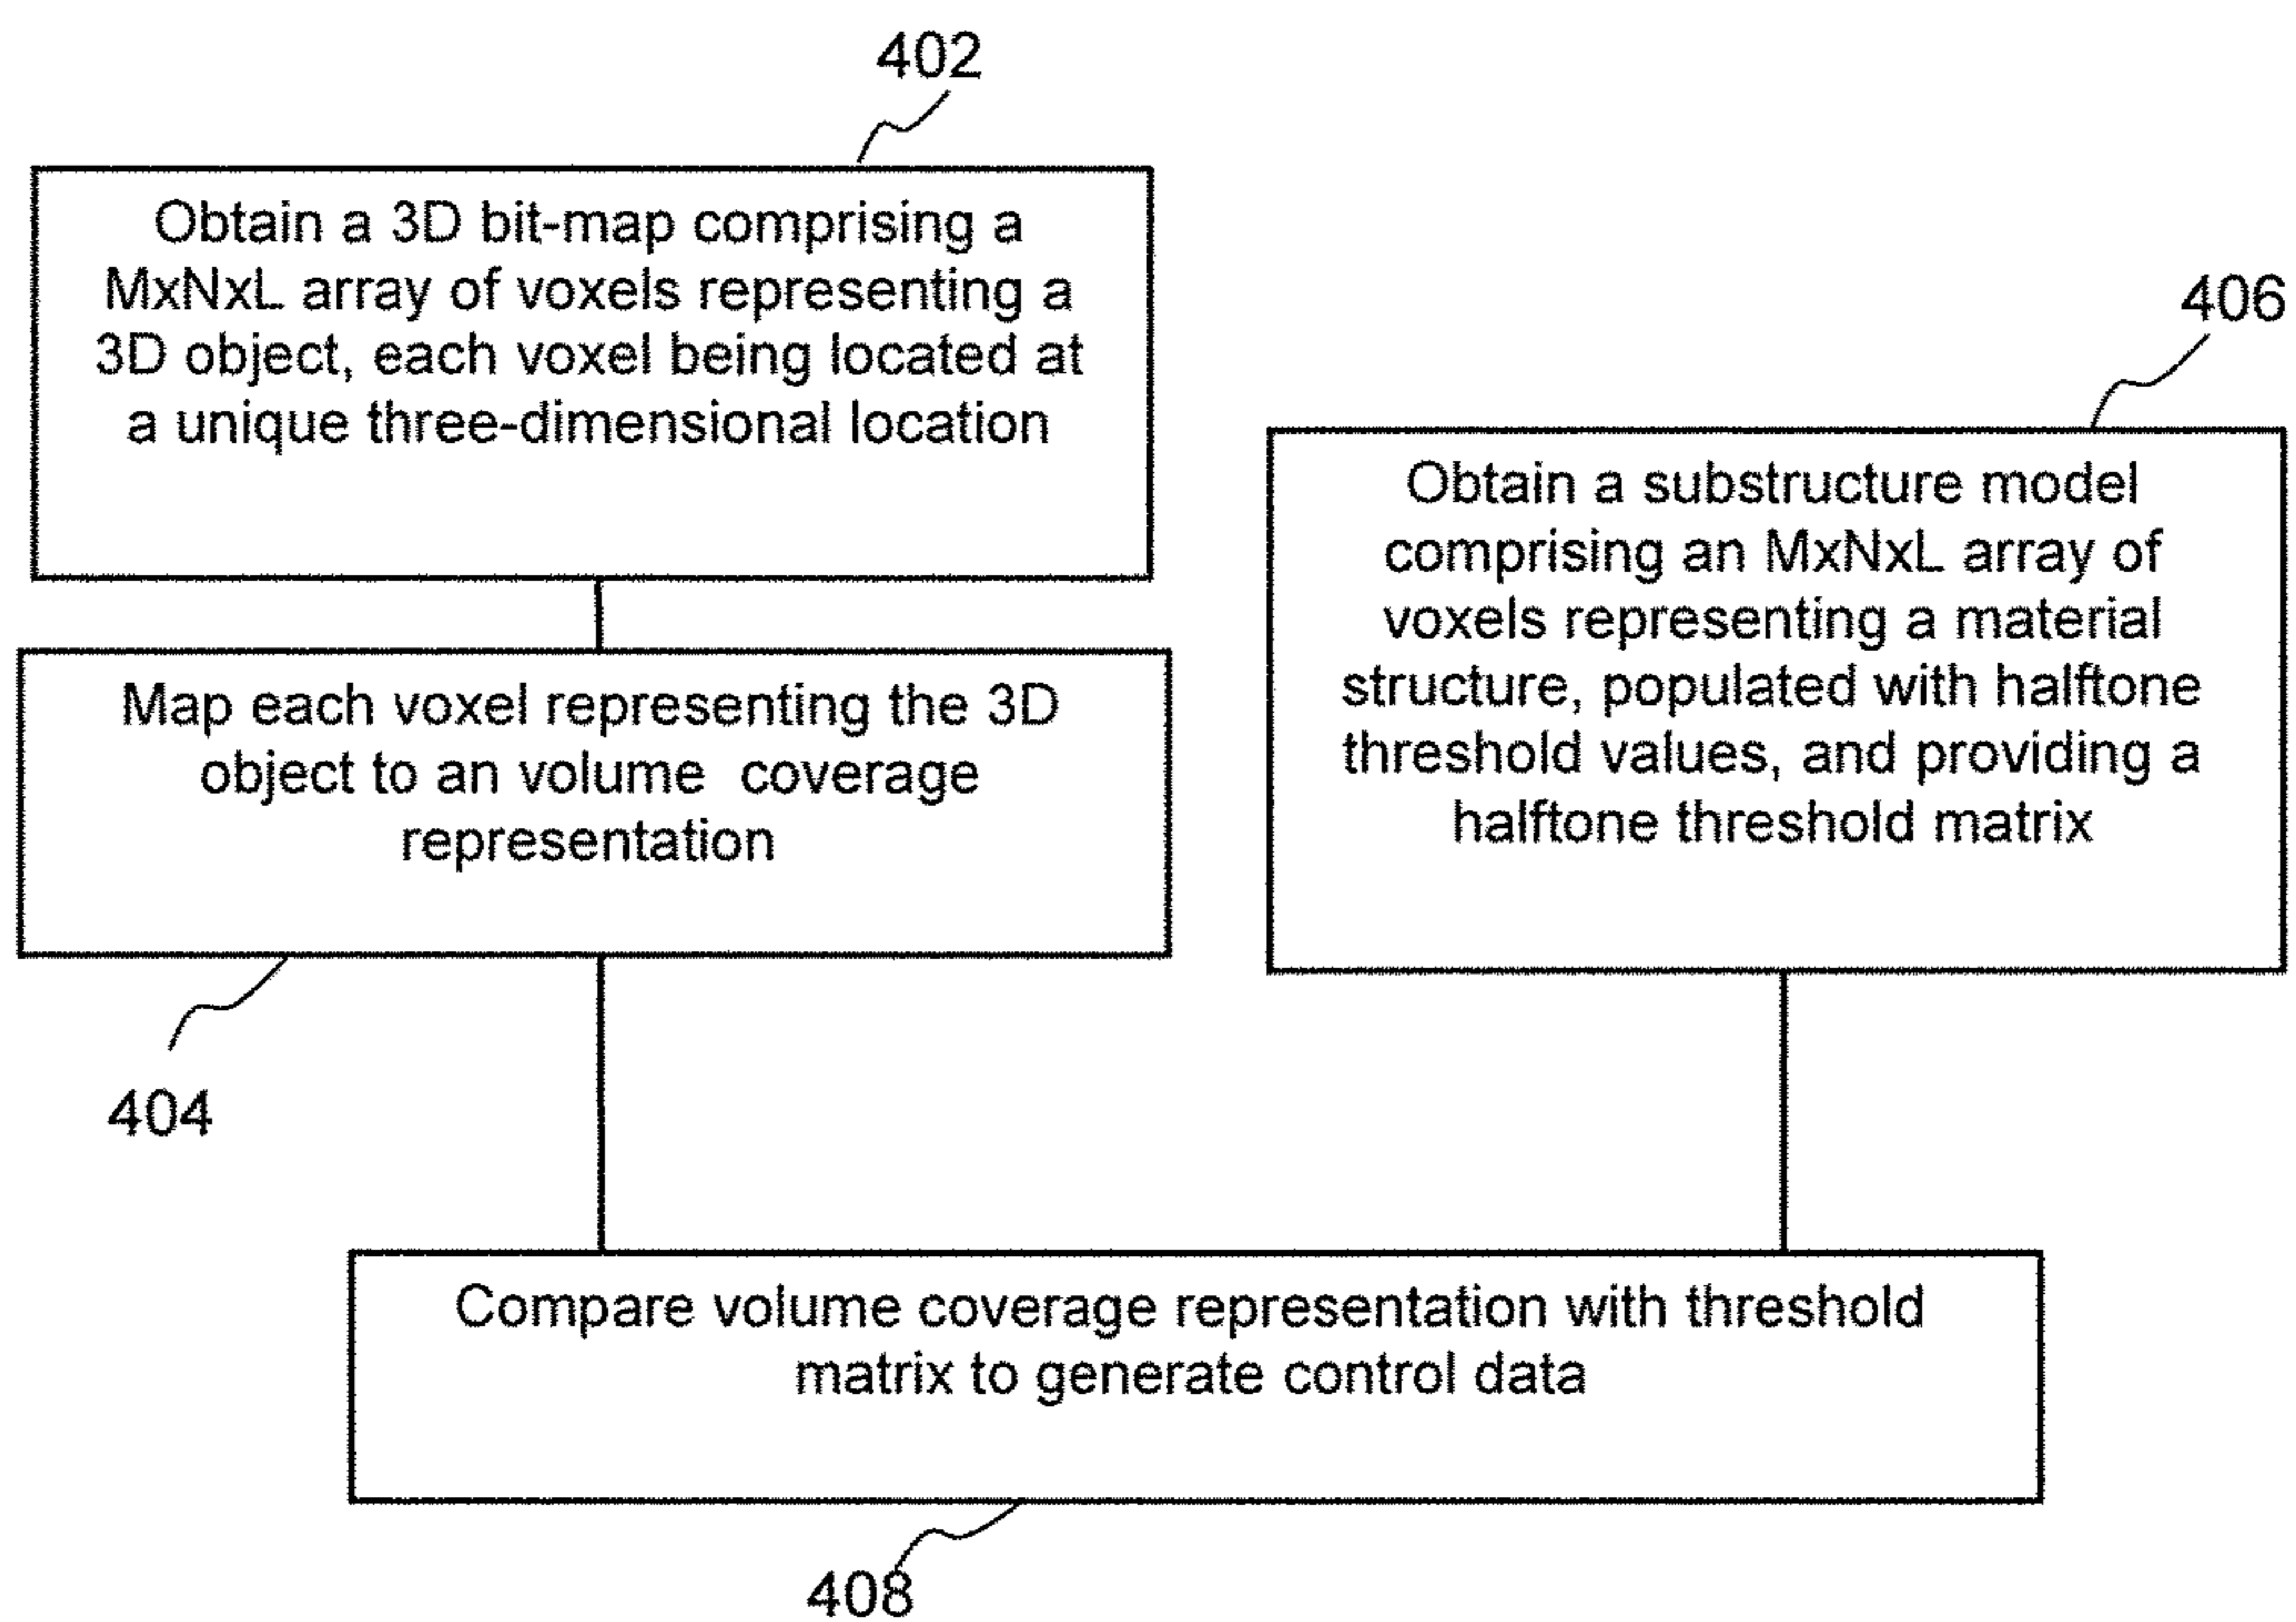 402
Obtain a 3D bit-map comprising a
MxNxL array of voxels representing a
3D object, each voxel being located at
a unique three-dimensional location
406
Obtain a substructure model
comprising an MxNxL array of
voxels representing a material
structure, populated with halftone
threshold values, and providing a
halftone threshold matrix
Map each voxel representing the 3D
object to an volume coverage
representation
404
Compare volume coverage representation with threshold
matrix to generate control data
408